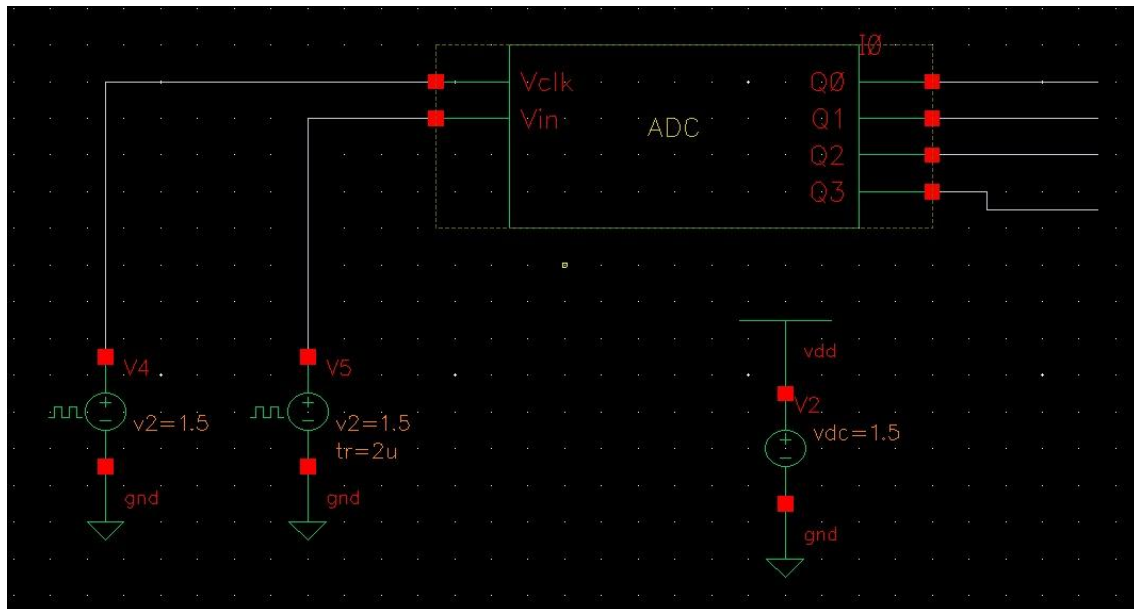 I0
Vclk
Q0
Vin
ADC
Q1
Q2
Q3
vdd
V4
V5
V2
v2=1.5
v2=1.5
vdc=1.5
tr=2u
gnd
gnd
gnd